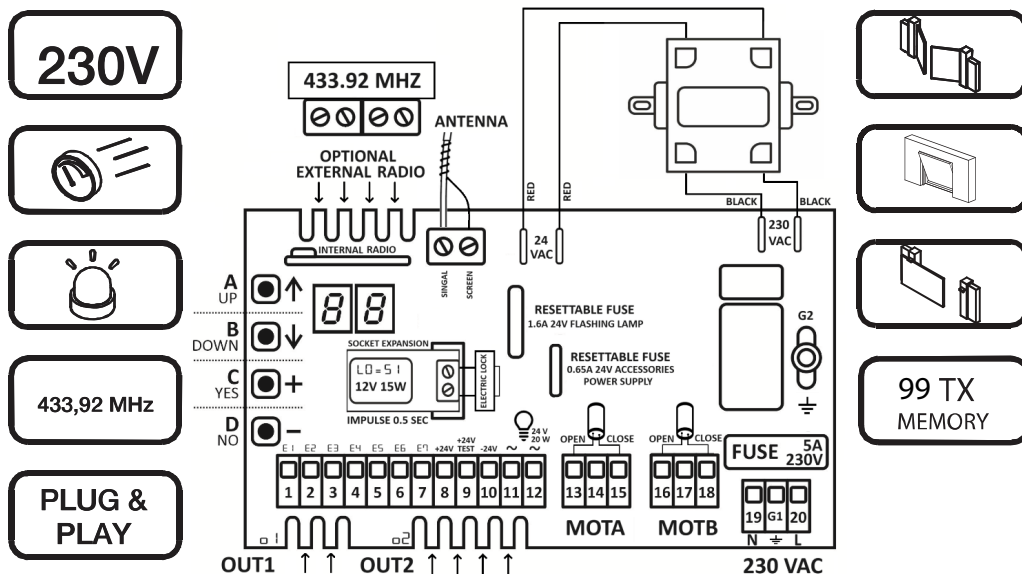 230V
433,92 MHz
PLUG &
PLAY
433.92 MHZ
ANTENNA
OPTIONAL
EXTERNAL RADIO
INTERNAL RADIO
SINGAL
SCREEN
RED
RED
24
VAC
BLACK
BLACK
230
VAC
A
UP
B
DOWN
C
YES
D
NO
88
SOCKET EXPANSION
LO=51
12V 15W
ELECTRIC LOCK
IMPULSE 0.5 SEC
RESETTABLE FUSE
1.6A 24V FLASHING LAMP
RESETTABLE FUSE
0.65A 24V ACCESSORIES
POWER SUPPLY
G2
24 V
20 W
E1 E2 E3 E4 E5 E6 E7 +24V +24V TEST -24V ~ ~
1 2 3 4 5 6 7 8 9 10 11 12
OPEN CLOSE
13 14 15
MOTA
OPEN CLOSE
16 17 18
MOTB
FUSE 5A
230V
19 G1 20
N L
230 VAC
o1
OUT1
o2
OUT2
99 TX
MEMORY